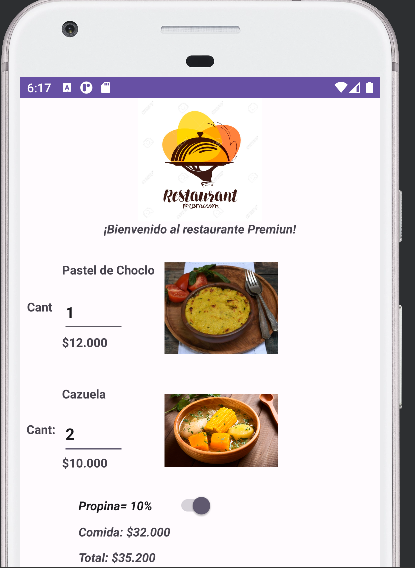 6:17
Restaurant
¡Bienvenido al restaurante Premiun!
Pastel de Choclo
Cant
1
$12.000
Cazuela
Cant:
2
$10.000
Propina= 10%
Comida: $32.000
Total: $35.200